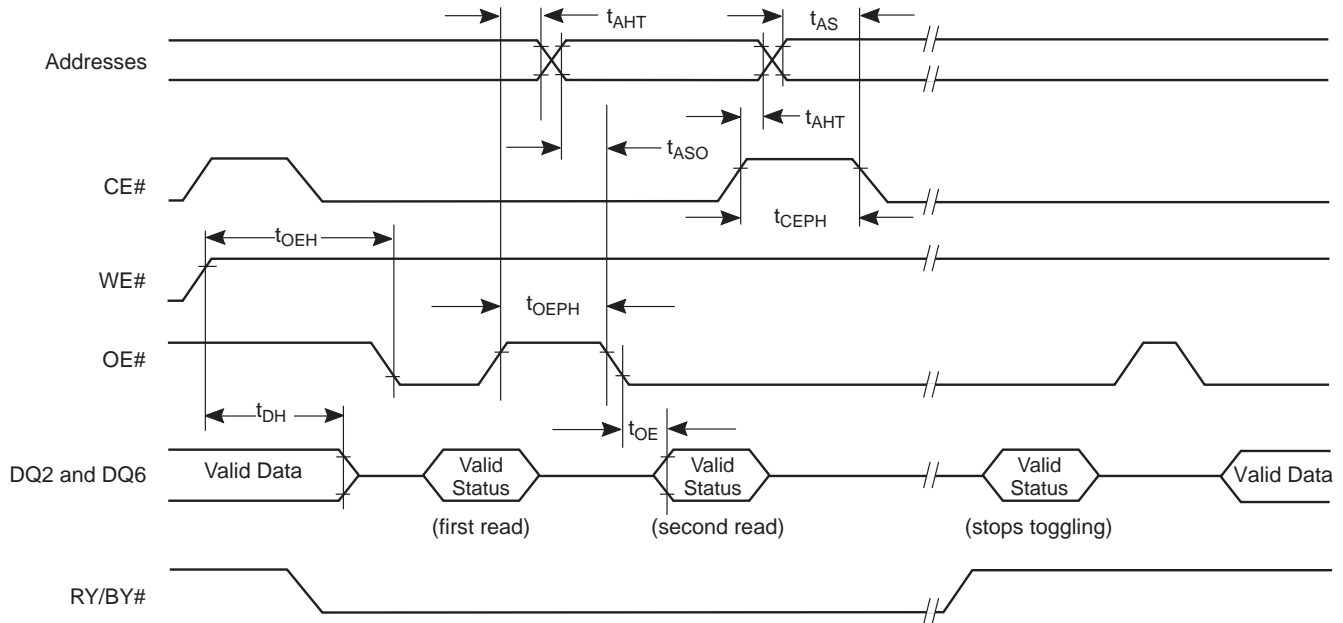 tAHT
tAS
Addresses
tAHT
tASO
CE#
tCEPH
tOEH
WE#
tOEPH
OE#
tDH
tOE
DQ2 and DQ6
Valid Data
Valid
Status
Valid
Status
Valid
Status
Valid Data
(first read)
(second read)
(stops toggling)
RY/BY#